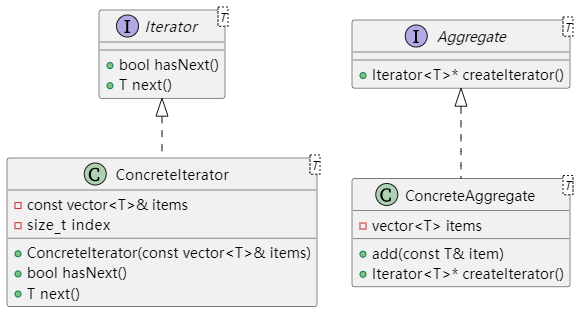 I Iterator T
bool hasNext()
T next()
I Aggregate T
Iterator<T>* createIterator()
C ConcreteIterator T
const vector<T>& items
size_t index
ConcreteIterator(const vector<T>& items)
bool hasNext()
T next()
C ConcreteAggregate T
vector<T> items
add(const T& item)
Iterator<T>* createIterator()